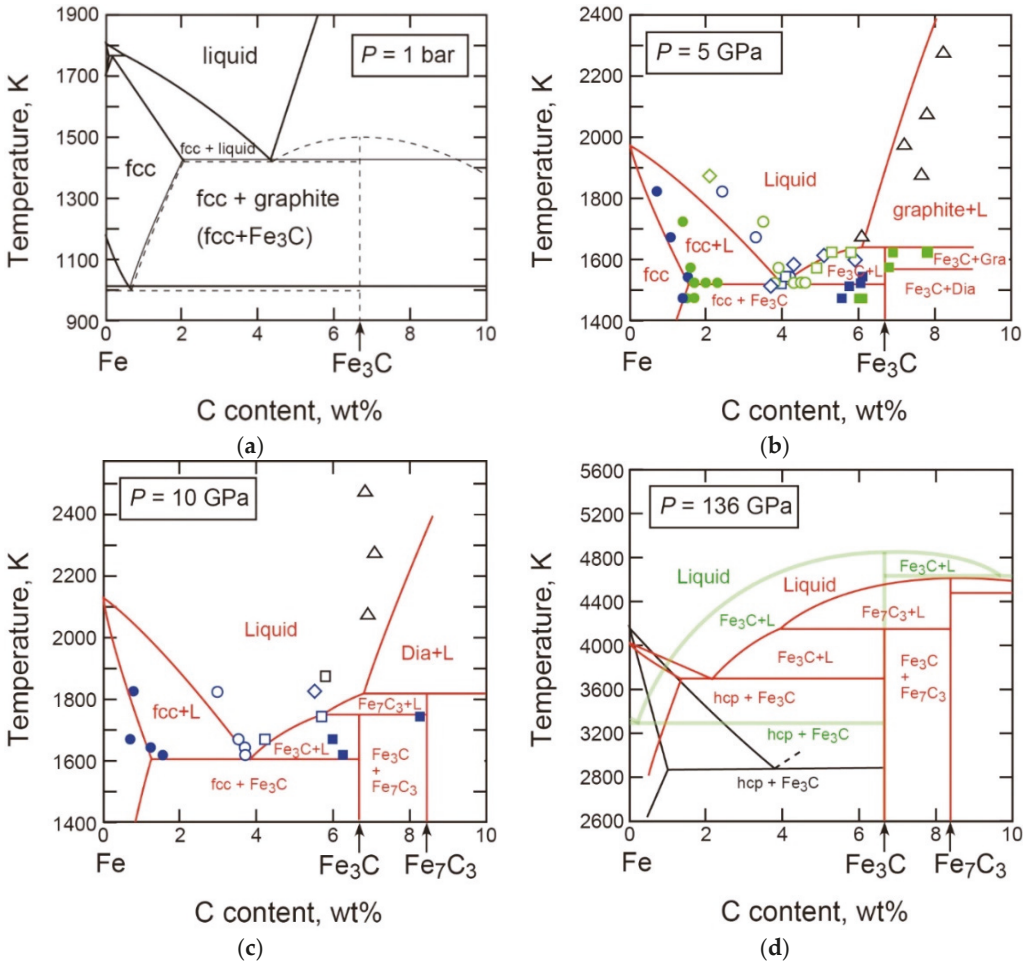 1900
1700
1500
1300
1100
900
Temperature, K
P = 1 bar
liquid
fcc + liquid
fcc
fcc + graphite
(fcc+Fe₃C)
0 2 4 6 8 10
Fe
Fe₃C
C content, wt%
(a)
2400
2200
2000
1800
1600
1400
Temperature, K
P = 5 GPa
Liquid
graphite+L
fcc+L
fcc
Fe₃C+L
Fe₃C+Gra
Fe₃C+Dia
fcc + Fe₃C
0 2 4 6 8 10
Fe
Fe₃C
C content, wt%
(b)
2400
2200
2000
1800
1600
1400
Temperature, K
P = 10 GPa
Liquid
Dia+L
fcc+L
Fe₇C₃+L
Fe₃C+L
Fe₃C
+
Fe₇C₃
fcc + Fe₃C
0 2 4 6 8 10
Fe
Fe₃C
Fe₇C₃
C content, wt%
(c)
5600
5200
4800
4400
4000
3600
3200
2800
2600
Temperature, K
P = 136 GPa
Liquid
Liquid
Fe₃C+L
Fe₃C+L
Fe₇C₃+L
Fe₃C+L
Fe₃C
+
Fe₇C₃
hcp + Fe₃C
hcp + Fe₃C
hcp + Fe₃C
0 2 4 6 8 10
Fe
Fe₃C
Fe₇C₃
C content, wt%
(d)